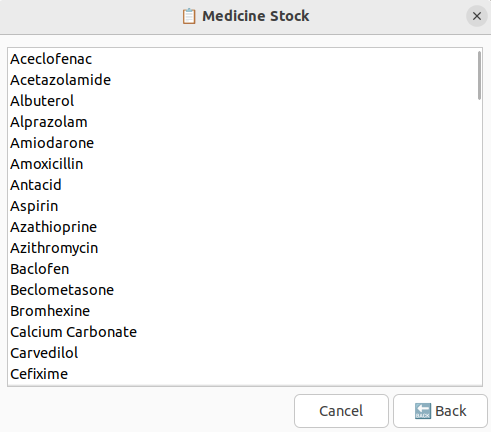 📋 Medicine Stock
Aceclofenac
Acetazolamide
Albuterol
Alprazolam
Amiodarone
Amoxicillin
Antacid
Aspirin
Azathioprine
Azithromycin
Baclofen
Beclometasone
Bromhexine
Calcium Carbonate
Carvedilol
Cefixime
Cancel
🔙 Back